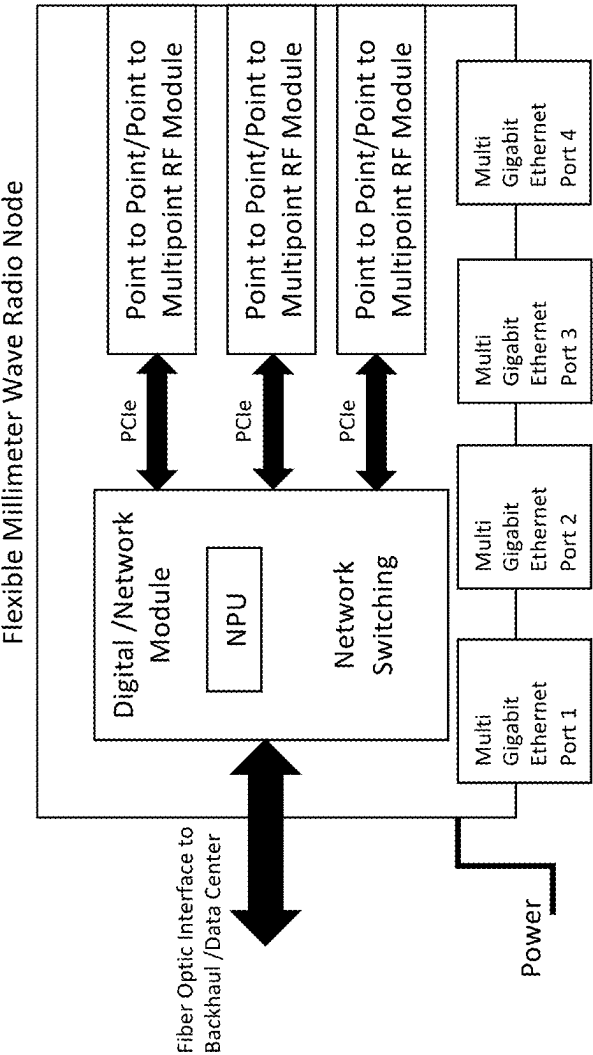 Flexible Millimeter Wave Radio Node
Point to Point/Point to
Multipoint RF Module
Point to Point/Point to
Multipoint RF Module
Point to Point/Point to
Multipoint RF Module
PCIe
PCIe
PCIe
Digital /Network
Module
NPU
Network
Switching
Fiber Optic Interface to
Backhaul /Data Center
Multi
Gigabit
Ethernet
Port 1
Multi
Gigabit
Ethernet
Port 2
Multi
Gigabit
Ethernet
Port 3
Multi
Gigabit
Ethernet
Port 4
Power